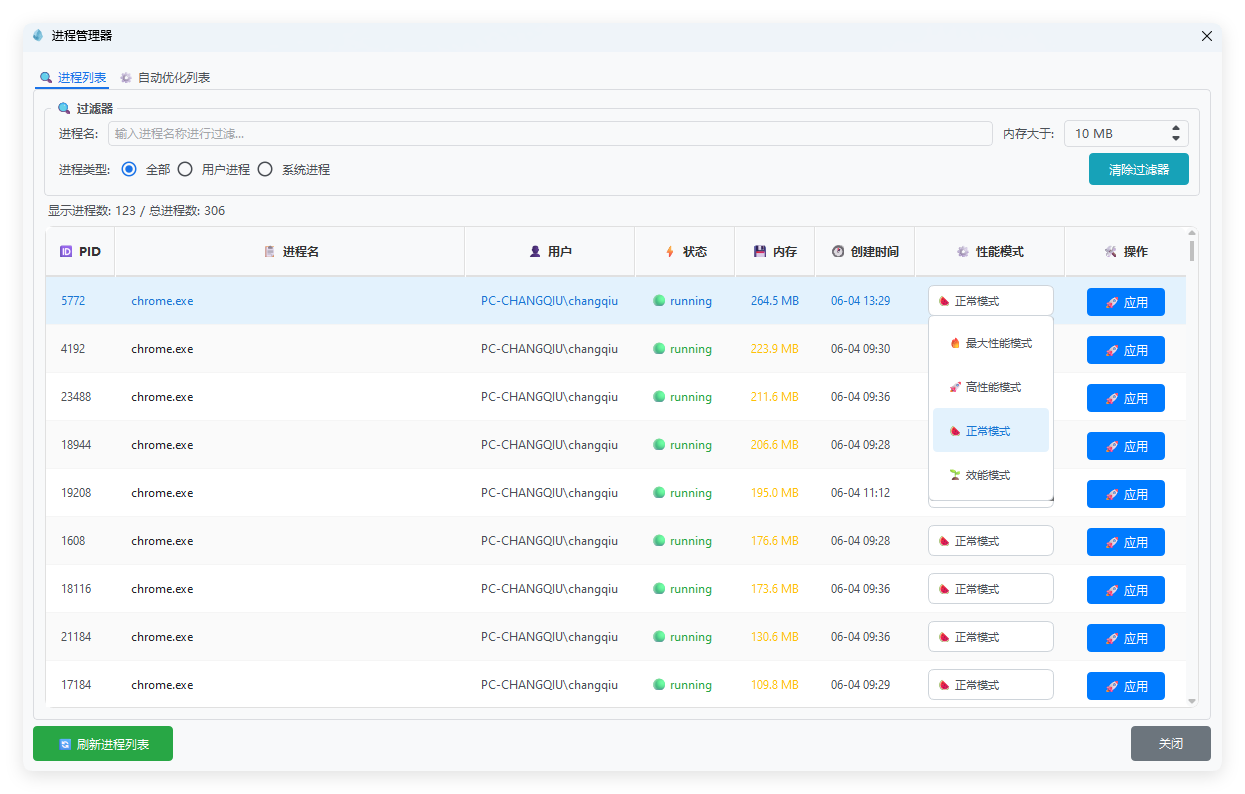 进程管理器
进程列表 自动优化列表
过滤器
进程名: 输入进程名称进行过滤... 内存大于: 10 MB
进程类型: 全部 用户进程 系统进程 清除过滤器
显示进程数: 123 / 总进程数: 306
PID 进程名 用户 状态 内存 创建时间 性能模式 操作
5772 chrome.exe PC-CHANGQIU\changqiu running 264.5 MB 06-04 13:29 正常模式 应用
4192 chrome.exe PC-CHANGQIU\changqiu running 223.9 MB 06-04 09:30 最大性能模式 应用
23488 chrome.exe PC-CHANGQIU\changqiu running 211.6 MB 06-04 09:36 高性能模式 应用
18944 chrome.exe PC-CHANGQIU\changqiu running 206.6 MB 06-04 09:28 正常模式 应用
19208 chrome.exe PC-CHANGQIU\changqiu running 195.0 MB 06-04 11:12 效能模式 应用
1608 chrome.exe PC-CHANGQIU\changqiu running 176.6 MB 06-04 09:28 正常模式 应用
18116 chrome.exe PC-CHANGQIU\changqiu running 173.6 MB 06-04 09:36 正常模式 应用
21184 chrome.exe PC-CHANGQIU\changqiu running 130.6 MB 06-04 09:36 正常模式 应用
17184 chrome.exe PC-CHANGQIU\changqiu running 109.8 MB 06-04 09:29 正常模式 应用
刷新进程列表 关闭